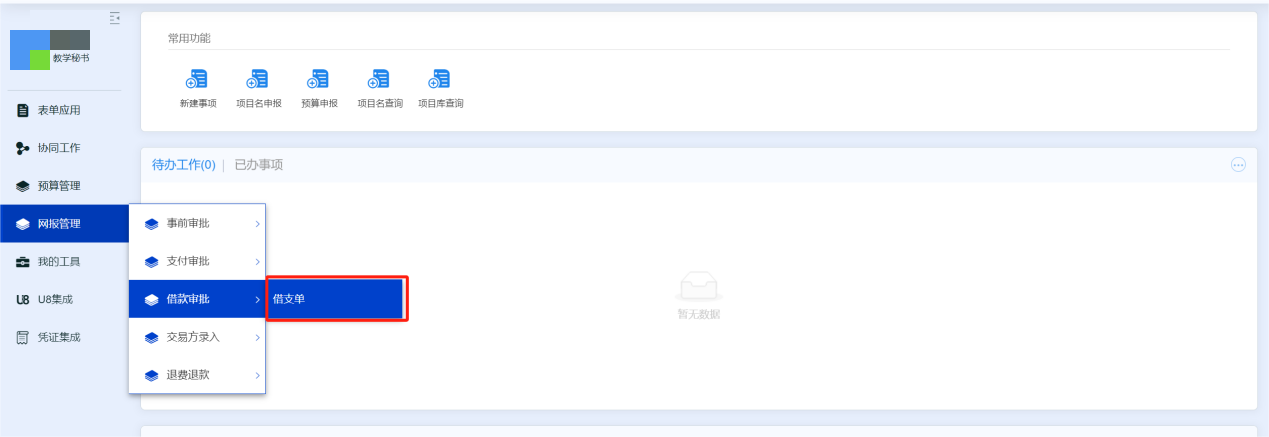 教学秘书
表单应用
协同工作
预算管理
网报管理
我的工具
U8 U8集成
凭证集成
常用功能
新建事项 项目名申报 预算申报 项目名查询 项目库查询
待办工作(0) | 已办事项
事前审批
支付审批
借款审批
交易方录入
退费退款
借支单
暂无数据